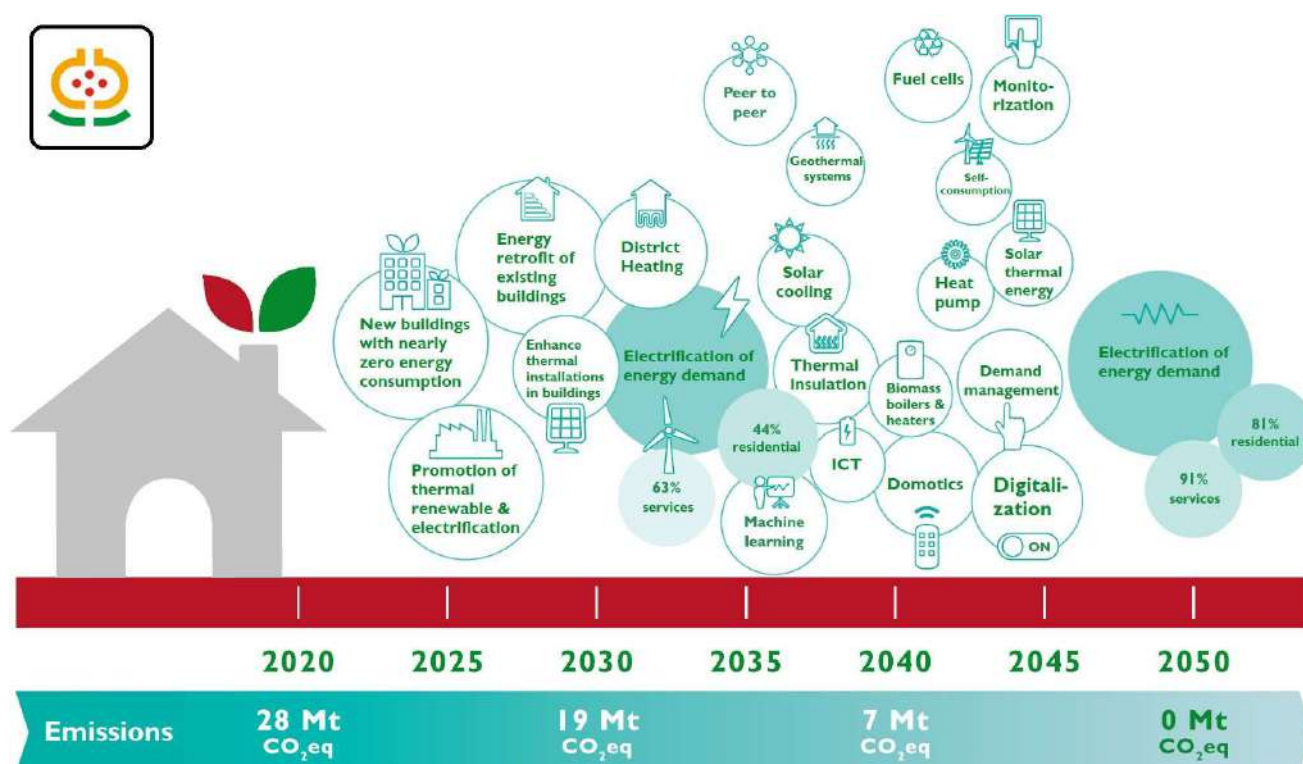 Peer to
peer
Fuel cells
Monito-
rization
Geothermal
systems
Self-
consumption
Energy
retrofit of
existing
buildings
District
Heating
Solar
cooling
Heat
pump
Solar
thermal
energy
New buildings
with nearly
zero energy
consumption
Enhance
thermal
installations
in buildings
Electrification of
energy demand
Thermal
insulation
Biomass
boilers &
heaters
Demand
management
Electrification of
energy demand
Promotion of
thermal
renewable &
electrification
63%
services
44%
residential
ICT
Machine
learning
Domotics
Digitali-
zation
ON
81%
residential
91%
services
2020
2025
2030
2035
2040
2045
2050
Emissions
28 Mt
CO₂eq
19 Mt
CO₂eq
7 Mt
CO₂eq
0 Mt
CO₂eq